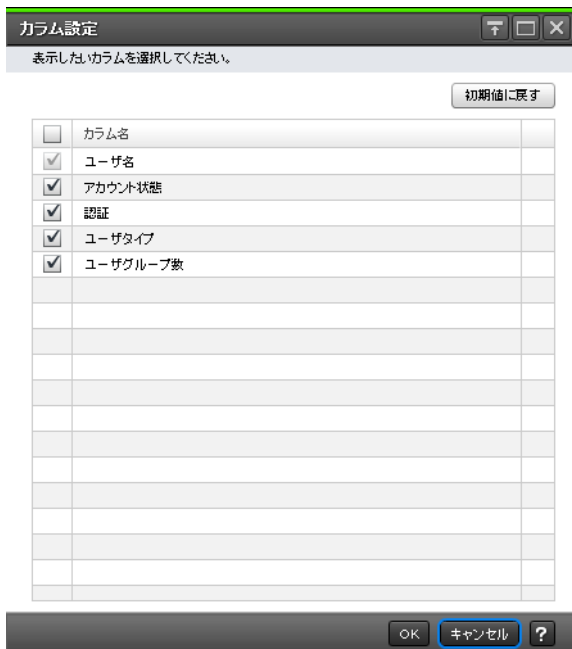 カラム設定
表示したいカラムを選択してください。
初期値に戻す
カラム名
ユーザ名
アカウント状態
認証
ユーザタイプ
ユーザグループ数
OK キャンセル ?